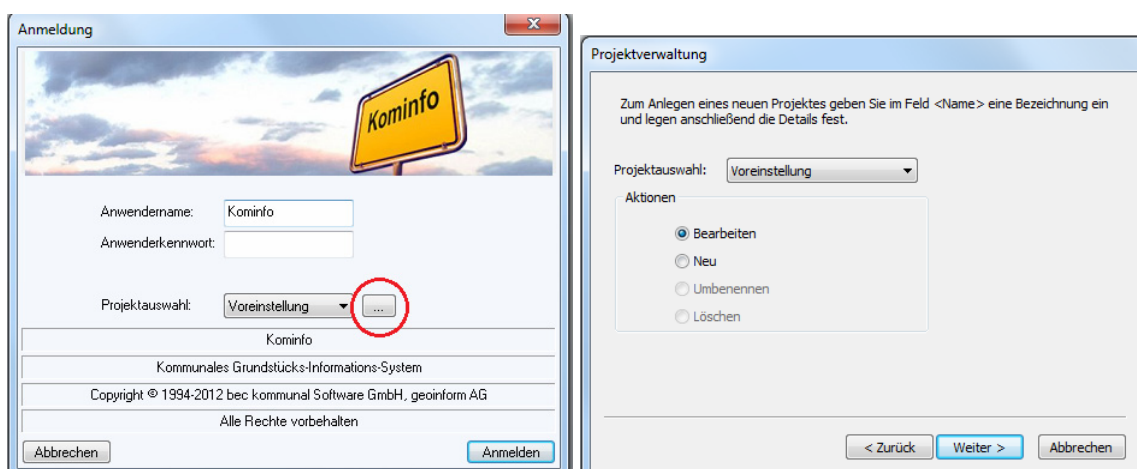 Anmeldung
Kominfo
Anwendername: Kominfo
Anwenderkennwort:
Projektauswahl: Voreinstellung ...
Kominfo
Kommunales Grundstücks-Informations-System
Copyright © 1994-2012 bec kommunal Software GmbH, geoinform AG
Alle Rechte vorbehalten
Abbrechen Anmelden
Projektverwaltung
Zum Anlegen eines neuen Projektes geben Sie im Feld <Name> eine Bezeichnung ein
und legen anschließend die Details fest.
Projektauswahl: Voreinstellung
Aktionen
Bearbeiten
Neu
Umbenennen
Löschen
< Zurück Weiter > Abbrechen